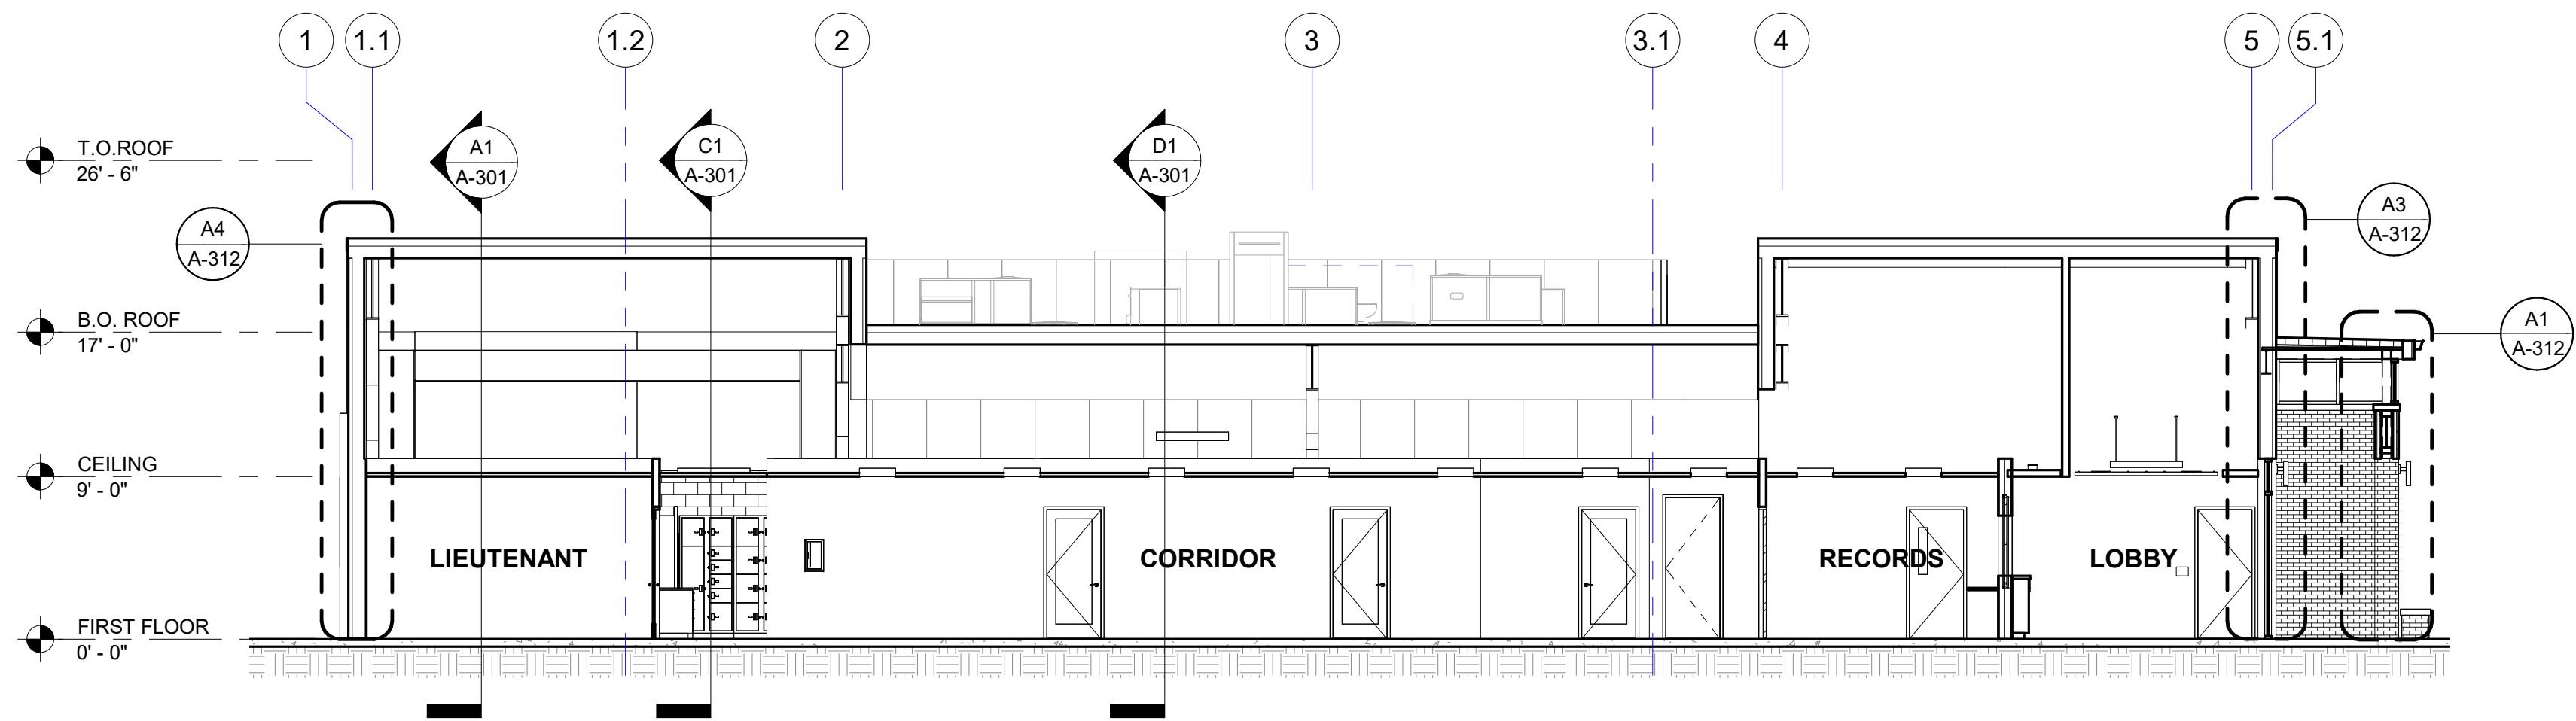 1
1.1
1.2
2
3
3.1
4
5
5.1
T.O.ROOF
26' - 6"
A1
A-301
C1
A-301
D1
A-301
A4
A-312
A3
A-312
B.O. ROOF
17' - 0"
A1
A-312
CEILING
9' - 0"
LIEUTENANT
CORRIDOR
RECORDS
LOBBY
FIRST FLOOR
0' - 0"